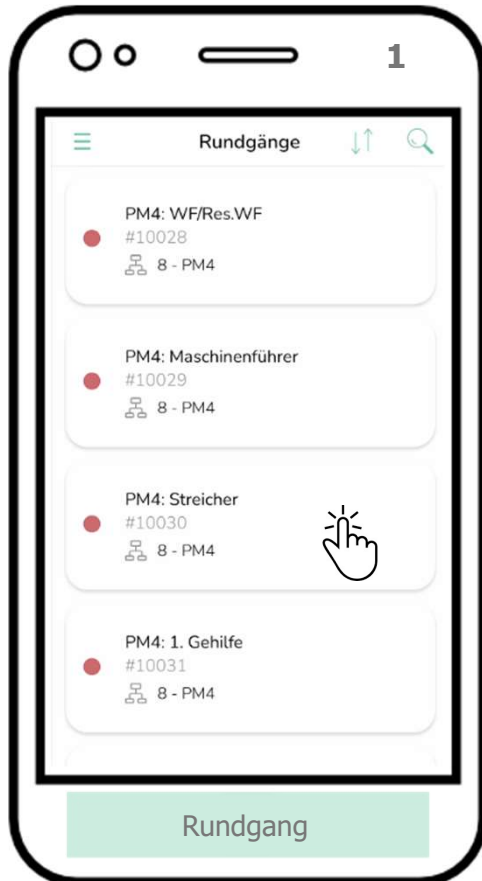 1
Rundgänge
PM4: WF/Res.WF
#10028
8 - PM4
PM4: Maschinenführer
#10029
8 - PM4
PM4: Streicher
#10030
8 - PM4
PM4: 1. Gehilfe
#10031
8 - PM4
Rundgang